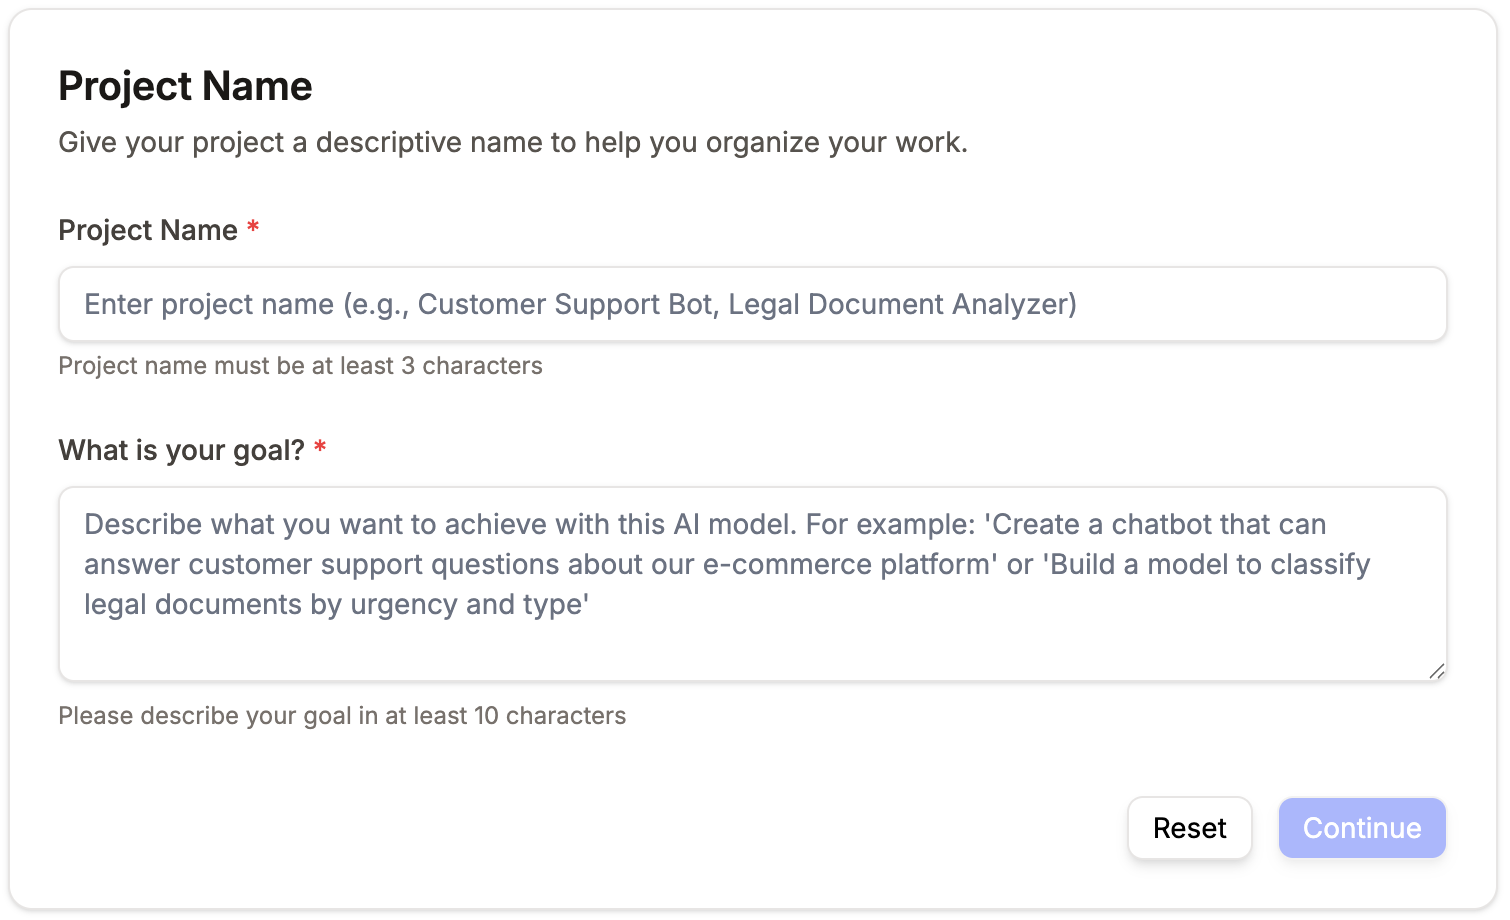 Project Name
Give your project a descriptive name to help you organize your work.
Project Name *
Enter project name (e.g., Customer Support Bot, Legal Document Analyzer)
Project name must be at least 3 characters
What is your goal? *
Describe what you want to achieve with this AI model. For example: 'Create a chatbot that can
answer customer support questions about our e-commerce platform' or 'Build a model to classify
legal documents by urgency and type'
Please describe your goal in at least 10 characters
Reset Continue